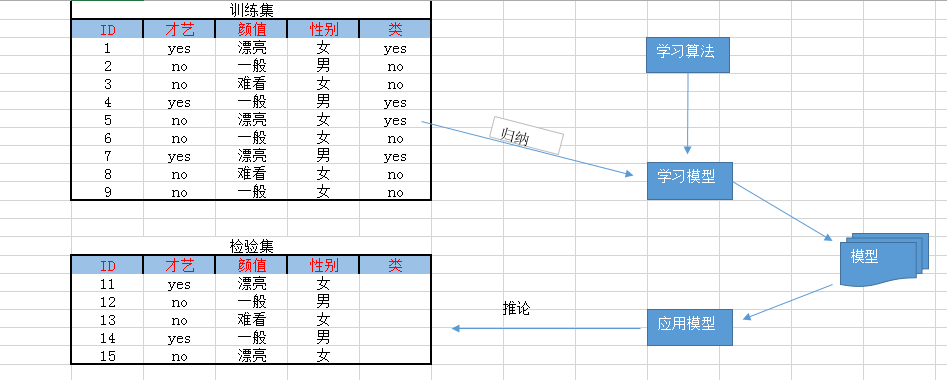 训练集
ID 才艺 颜值 性别 类
1 yes 漂亮 女 yes
2 no 一般 男 no
3 no 难看 女 no
4 yes 一般 男 yes
5 no 漂亮 女 yes
6 no 一般 女 no
7 yes 漂亮 男 yes
8 no 难看 女 no
9 no 一般 女 no
学习算法
归纳
学习模型
模型
应用模型
推论
检验集
ID 才艺 颜值 性别 类
11 yes 漂亮 女
12 no 一般 男
13 no 难看 女
14 yes 一般 男
15 no 漂亮 女